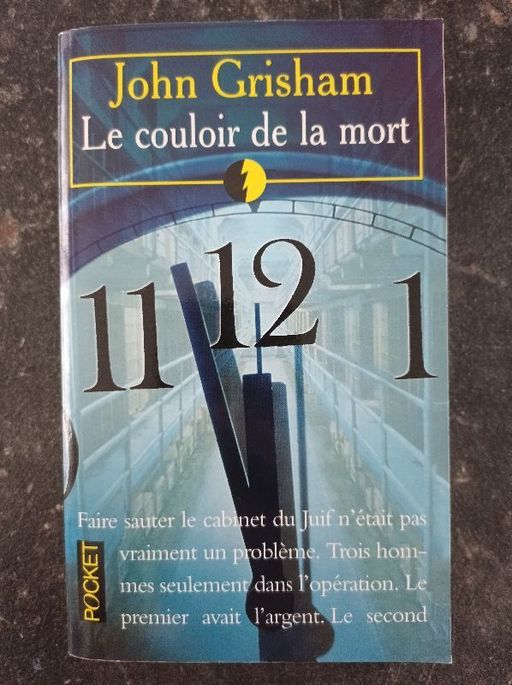 John Grisham
Le couloir de la mort
11 12 1
Faire sauter le cabinet du Juif n'était pas
vraiment un problème. Trois hom-
mes seulement dans l'opération. Le
premier avait l'argent. Le second
POCKET